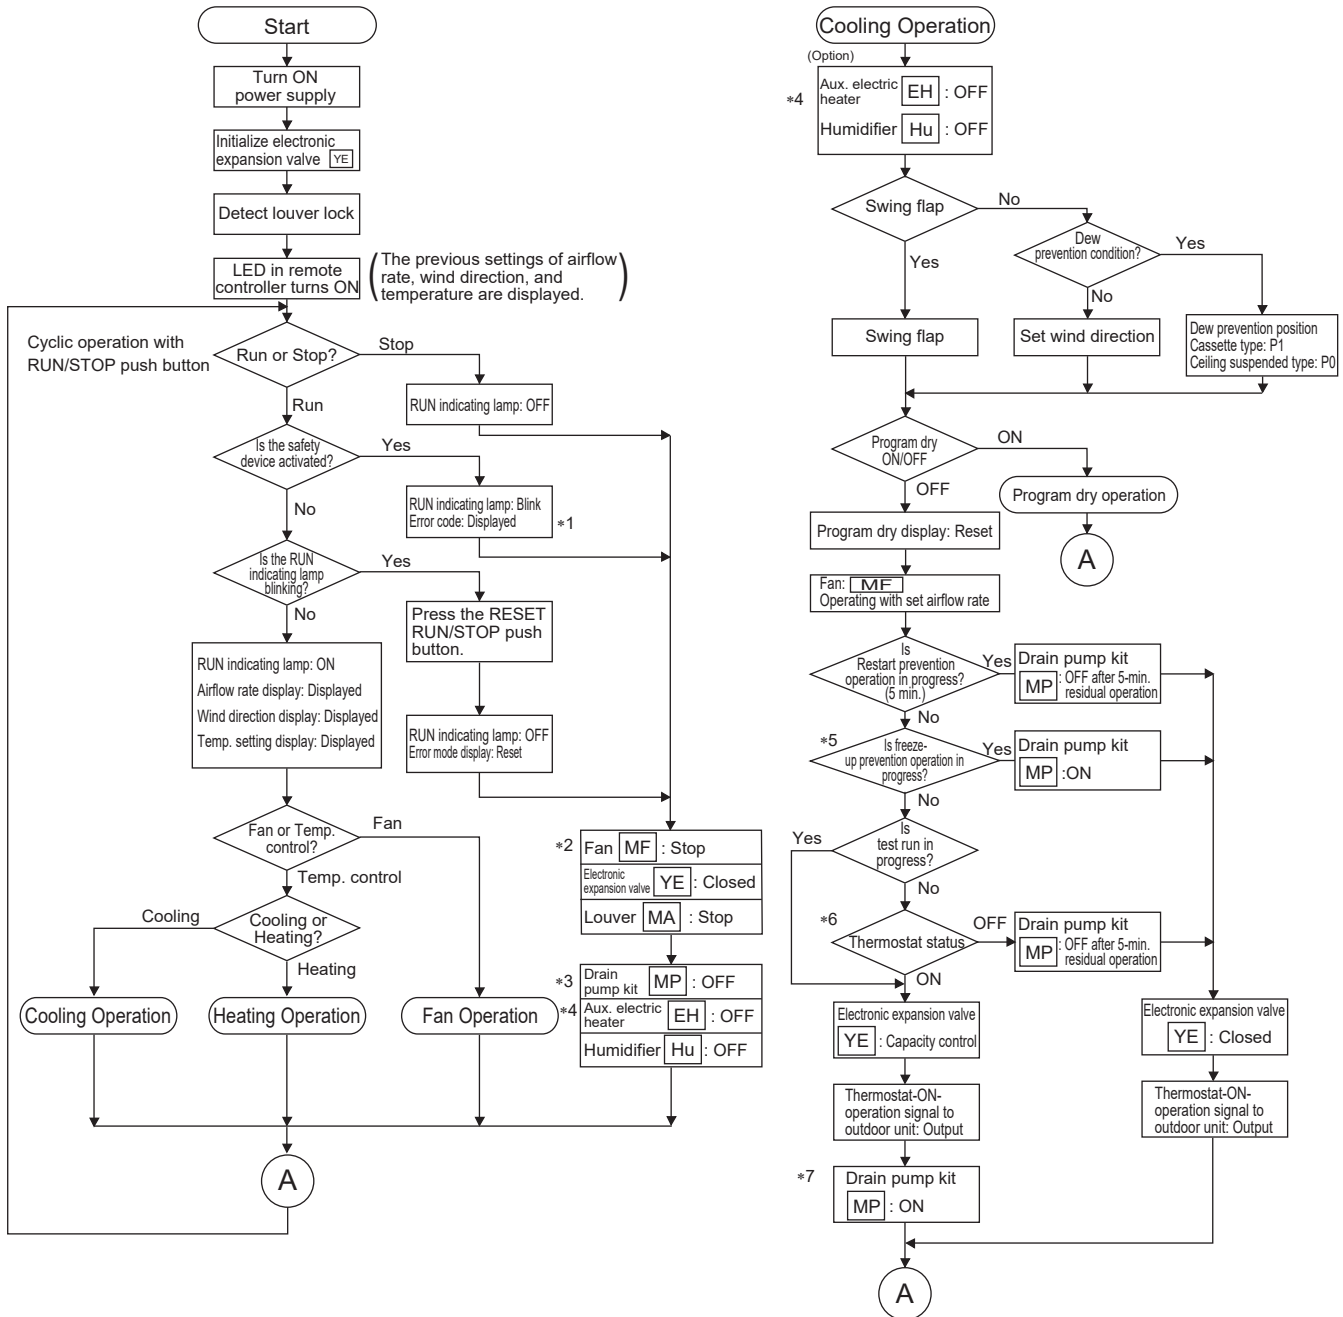 Start
Turn ON
power supply
Initialize electronic
expansion valve YE
Detect louver lock
LED in remote
controller turns ON
(The previous settings of airflow
rate, wind direction, and
temperature are displayed.)
Cyclic operation with
RUN/STOP push button
Run or Stop?
Stop
RUN indicating lamp: OFF
Run
Is the safety
device activated?
Yes
RUN indicating lamp: Blink
Error code: Displayed
*1
No
Is the RUN
indicating lamp
blinking?
Yes
Press the RESET
RUN/STOP push
button.
No
RUN indicating lamp: ON
Airflow rate display: Displayed
Wind direction display: Displayed
Temp. setting display: Displayed
RUN indicating lamp: OFF
Error mode display: Reset
Fan or Temp.
control?
Fan
Temp. control
Cooling or
Heating?
Cooling
Heating
Cooling Operation
Heating Operation
Fan Operation
*2 Fan MF : Stop
Electronic
expansion valve YE : Closed
Louver MA : Stop
*3 Drain
pump kit MP : OFF
*4 Aux. electric
heater EH : OFF
Humidifier Hu : OFF
A
Cooling Operation
(Option)
*4
Aux. electric
heater EH : OFF
Humidifier Hu : OFF
Swing flap
No
Yes
Dew
prevention condition?
Yes
No
Swing flap
Set wind direction
Dew prevention position
Cassette type: P1
Ceiling suspended type: P0
Program dry
ON/OFF
ON
OFF
Program dry operation
A
Program dry display: Reset
Fan: MF
Operating with set airflow rate
Is
Restart prevention
operation in progress?
(5 min.)
Yes
Drain pump kit
MP : OFF after 5-min.
residual operation
No
*5
Is freeze-
up prevention operation in
progress?
Yes
Drain pump kit
MP :ON
No
Is
test run in
progress?
Yes
No
*6
Thermostat status
OFF
Drain pump kit
MP : OFF after 5-min.
residual operation
ON
Electronic expansion valve
YE : Capacity control
Electronic expansion valve
YE : Closed
Thermostat-ON-
operation signal to
outdoor unit: Output
Thermostat-ON-
operation signal to
outdoor unit: Output
*7
Drain pump kit
MP : ON
A